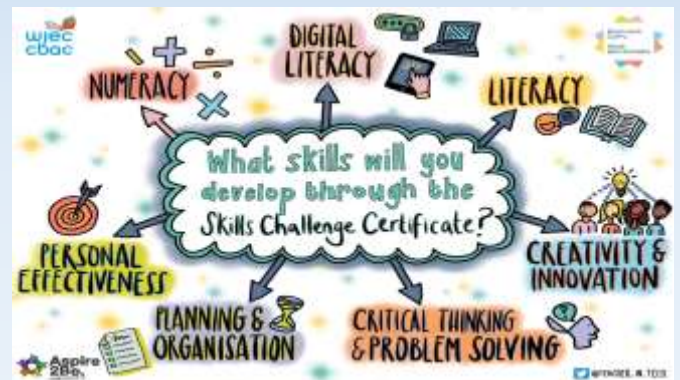 wjec
cbac
NUMERACY
DIGITAL
LITERACY
LITERACY
What skills will you
develop through the
Skills Challenge Certificate?
PERSONAL
EFFECTIVENESS
CREATIVITY &
INNOVATION
PLANNING &
ORGANISATION
CRITICAL THINKING
& PROBLEM SOLVING
Aspire
2Be